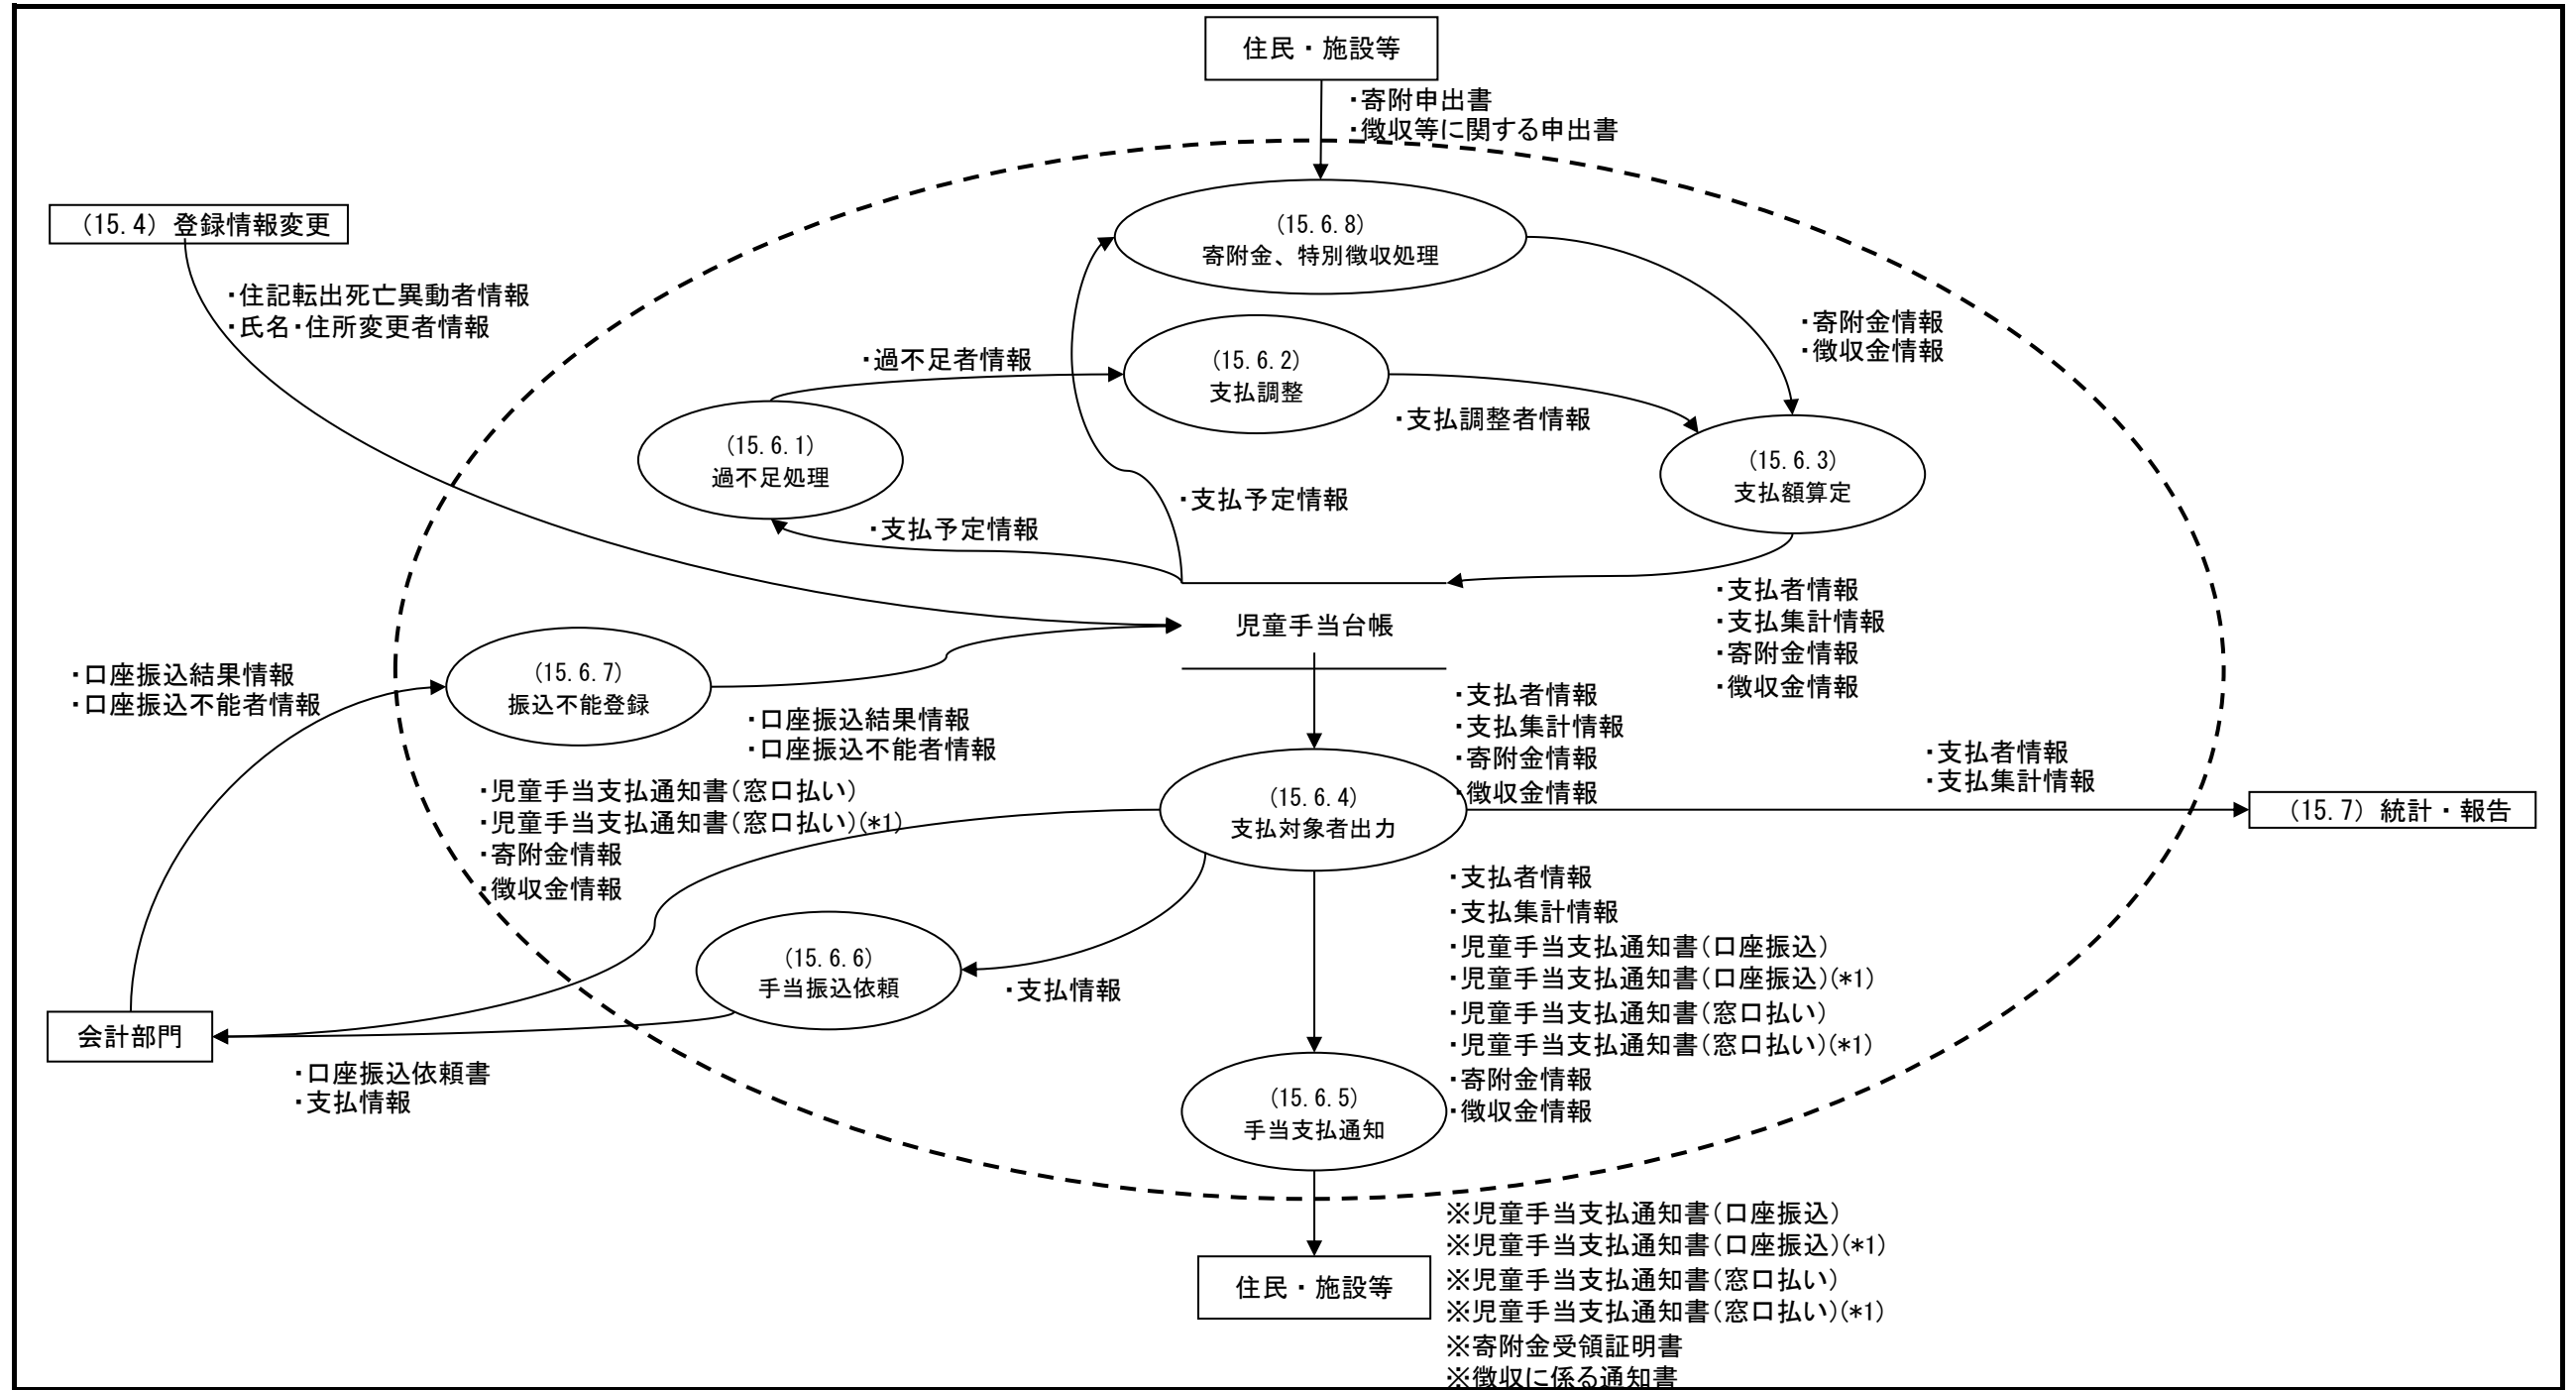 住民・施設等
・寄附申出書
・徴収等に関する申出書
(15.4) 登録情報変更
・住記転出死亡異動者情報
・氏名・住所変更者情報
(15.6.8)
寄附金、特別徴収処理
・寄附金情報
・徴収金情報
・過不足者情報
(15.6.2)
支払調整
・支払調整者情報
(15.6.1)
過不足処理
(15.6.3)
支払額算定
・支払予定情報
・支払予定情報
・支払者情報
・支払集計情報
・寄附金情報
・徴収金情報
児童手当台帳
・口座振込結果情報
・口座振込不能者情報
(15.6.7)
振込不能登録
・口座振込結果情報
・口座振込不能者情報
・支払者情報
・支払集計情報
・寄附金情報
・徴収金情報
・支払者情報
・支払集計情報
(15.7) 統計・報告
・児童手当支払通知書(窓口払い)
・児童手当支払通知書(窓口払い)(*1)
・寄附金情報
・徴収金情報
(15.6.4)
支払対象者出力
・支払者情報
・支払集計情報
・児童手当支払通知書(口座振込)
・児童手当支払通知書(口座振込)(*1)
・児童手当支払通知書(窓口払い)
・児童手当支払通知書(窓口払い)(*1)
・寄附金情報
・徴収金情報
(15.6.6)
手当振込依頼
・支払情報
会計部門
・口座振込依頼書
・支払情報
(15.6.5)
手当支払通知
住民・施設等
※児童手当支払通知書(口座振込)
※児童手当支払通知書(口座振込)(*1)
※児童手当支払通知書(窓口払い)
※児童手当支払通知書(窓口払い)(*1)
※寄附金受領証明書
※徴収に係る通知書